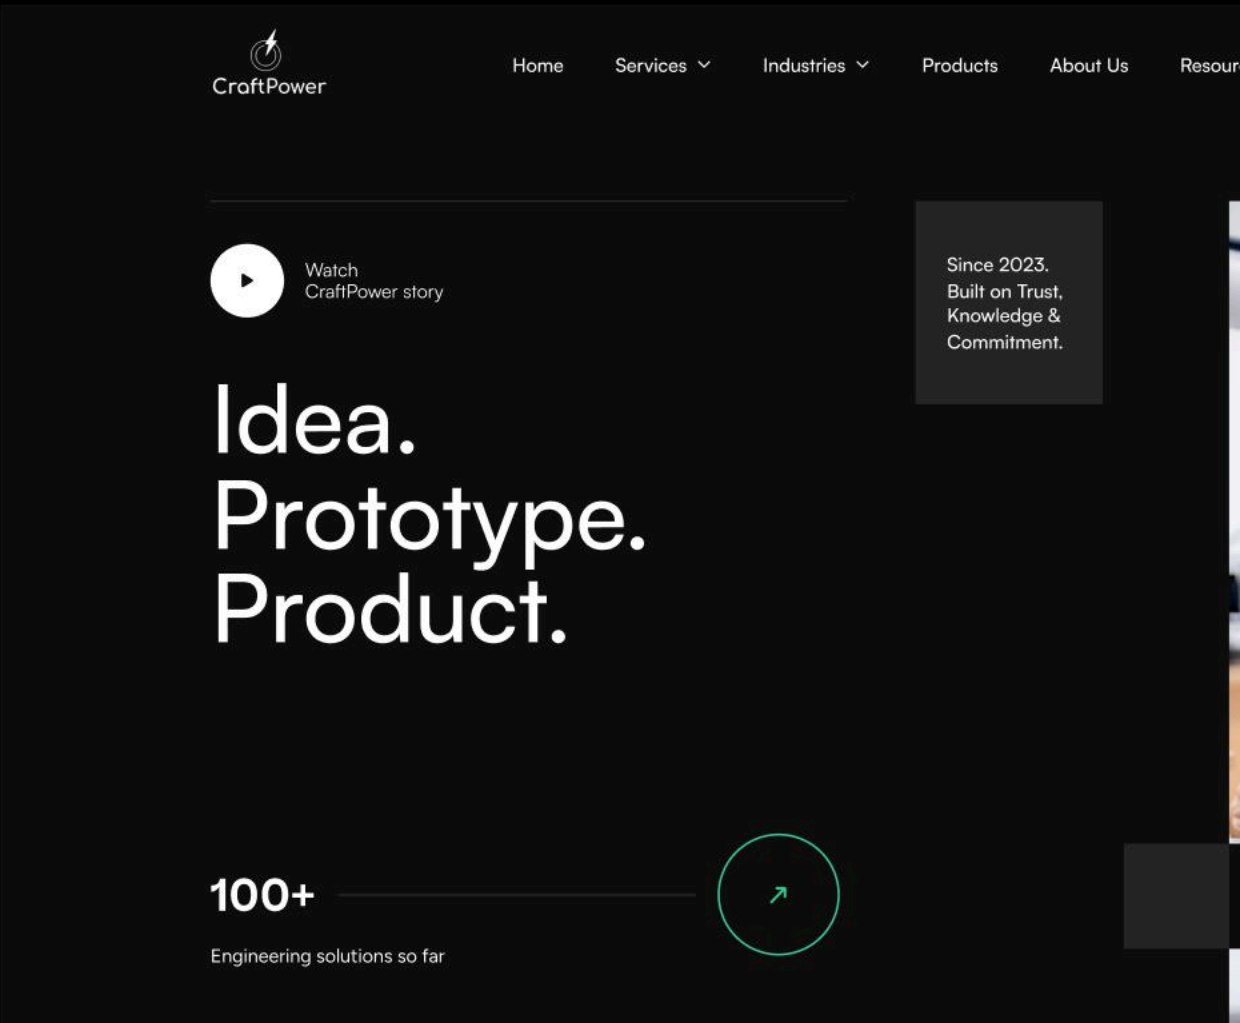 CraftPower
Home Services Industries Products About Us Resour
Watch
CraftPower story
Since 2023.
Built on Trust,
Knowledge &
Commitment.
Idea.
Prototype.
Product.
100+
Engineering solutions so far